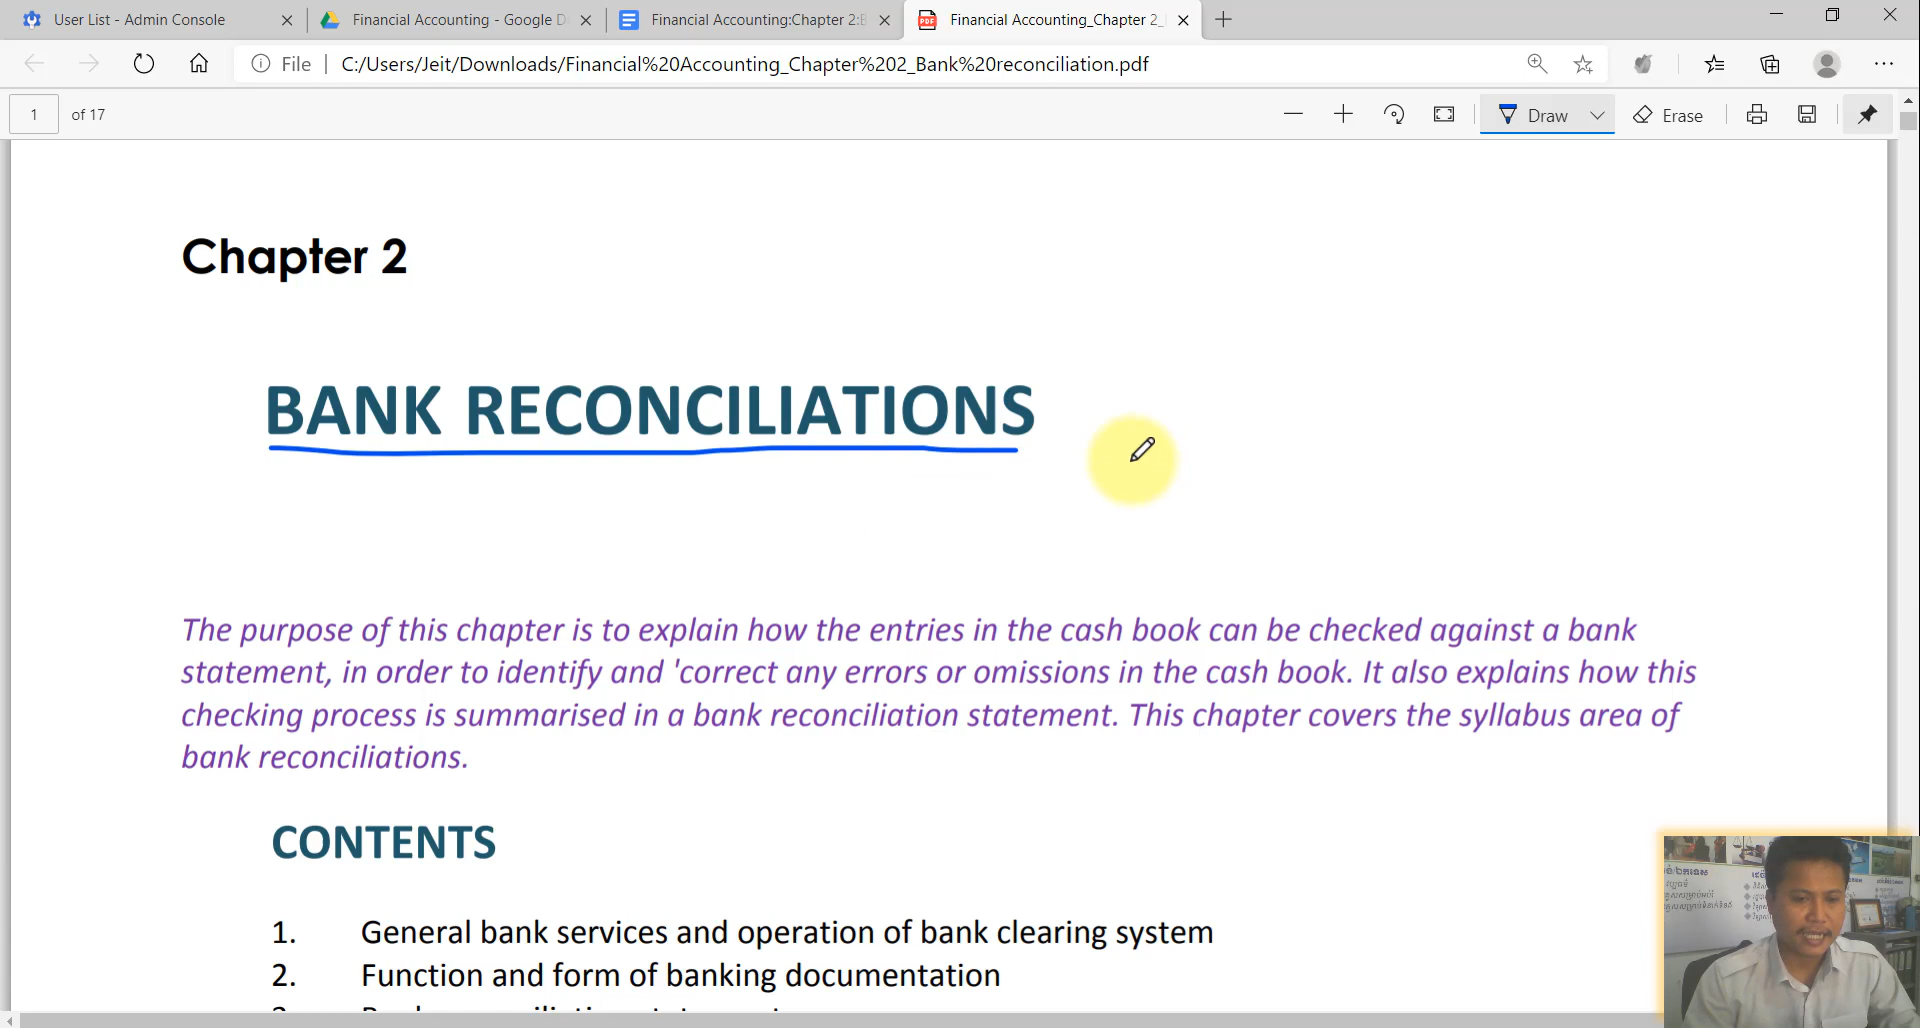 User List - Admin Console
Financial Accounting - Google D
Financial Accounting:Chapter 2:
Financial Accounting_Chapter 2_
File
C:/Users/Jeit/Downloads/Financial%20Accounting_Chapter%202_Bank%20reconciliation.pdf
1 of 17
Draw
Erase
Chapter 2
BANK RECONCILIATIONS
The purpose of this chapter is to explain how the entries in the cash book can be checked against a bank
statement, in order to identify and 'correct any errors or omissions in the cash book. It also explains how this
checking process is summarised in a bank reconciliation statement. This chapter covers the syllabus area of
bank reconciliations.
CONTENTS
1. General bank services and operation of bank clearing system
2. Function and form of banking documentation